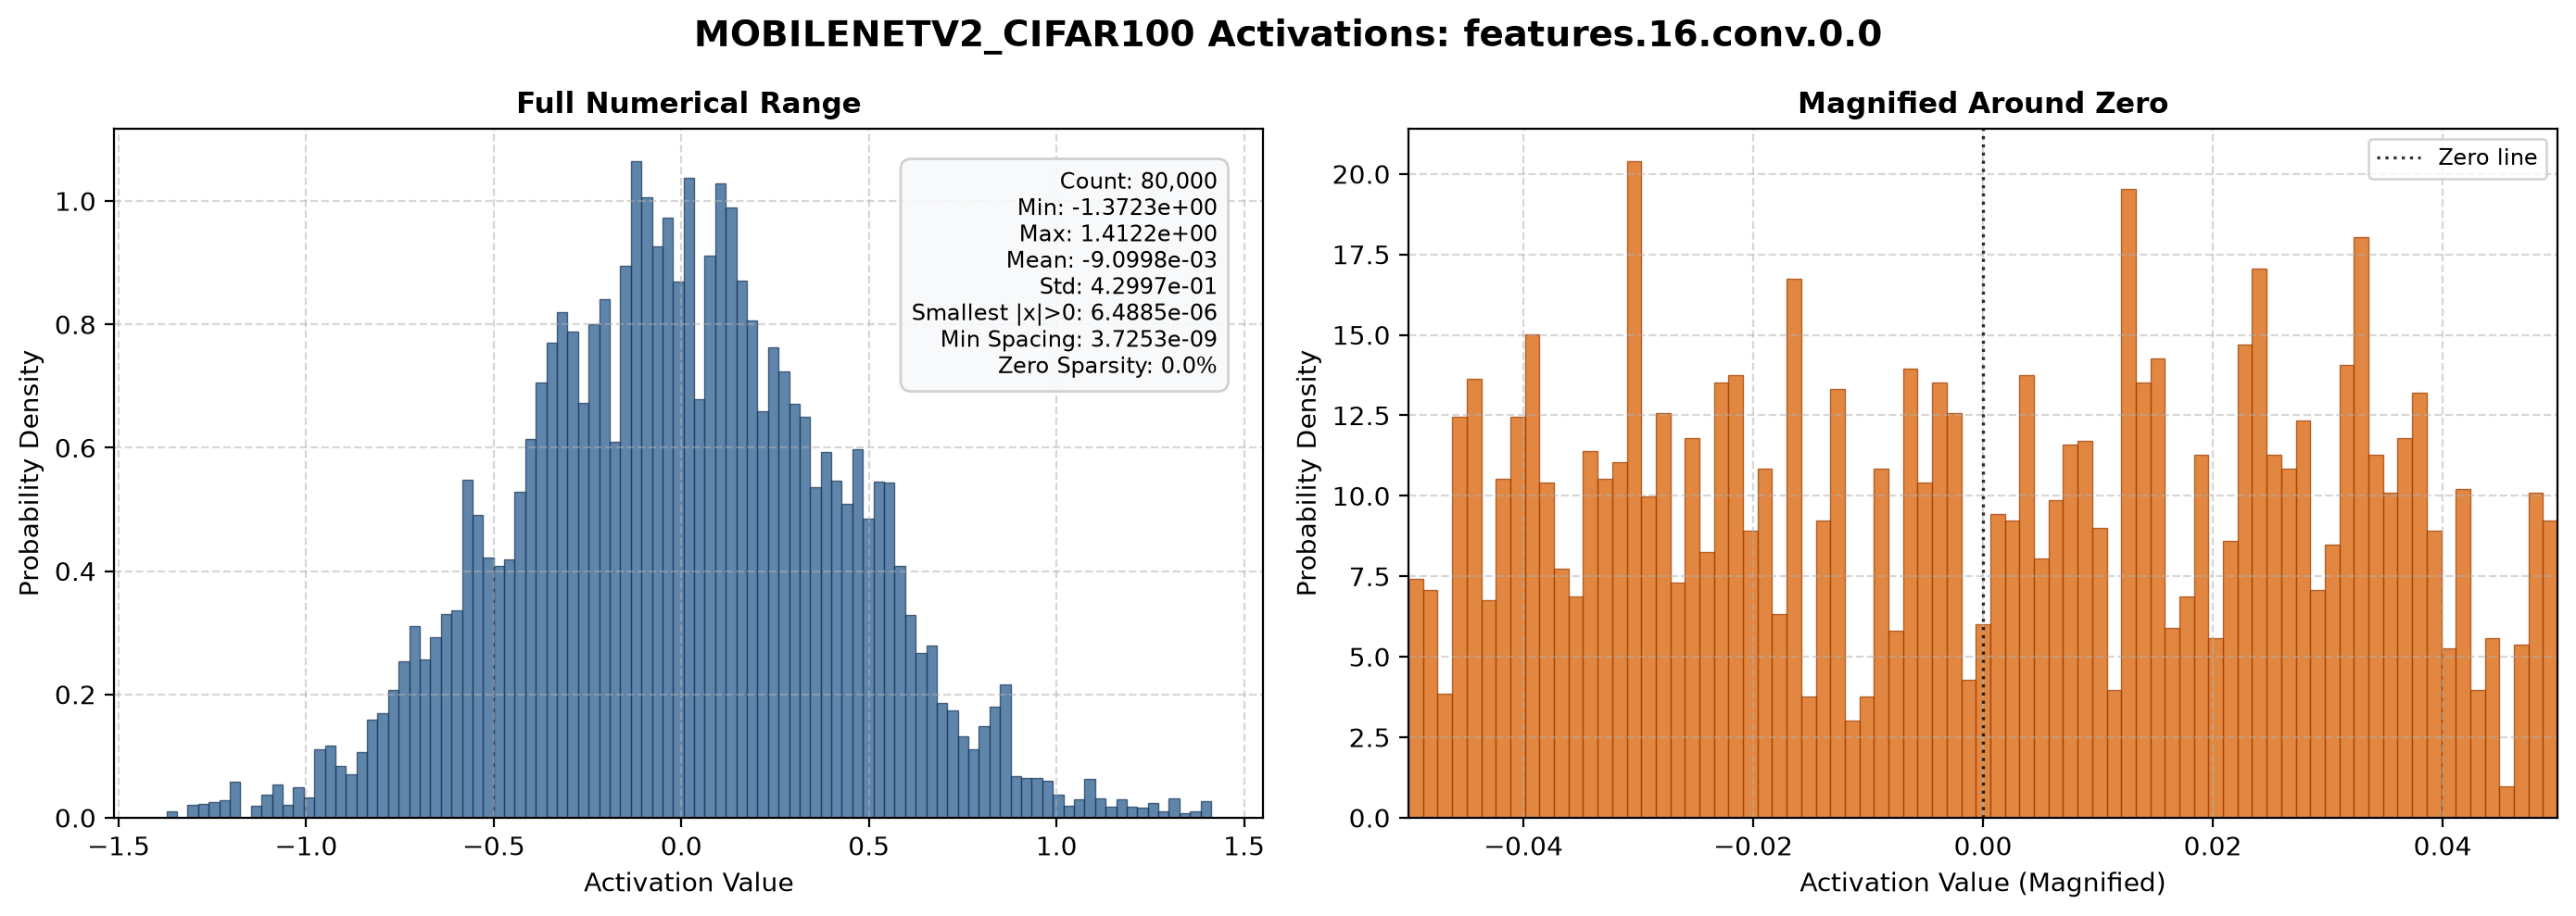 MOBILENETV2_CIFAR100 Activations: features.16.conv.0.0
Full Numerical Range
Probability Density
1.0
0.8
0.6
0.4
0.2
0.0
Count: 80,000
Min: -1.3723e+00
Max: 1.4122e+00
Mean: -9.0998e-03
Std: 4.2997e-01
Smallest |x|>0: 6.4885e-06
Min Spacing: 3.7253e-09
Zero Sparsity: 0.0%
−1.5 −1.0 −0.5 0.0 0.5 1.0 1.5
Activation Value
Magnified Around Zero
Probability Density
20.0
17.5
15.0
12.5
10.0
7.5
5.0
2.5
0.0
Zero line
−0.04 −0.02 0.00 0.02 0.04
Activation Value (Magnified)